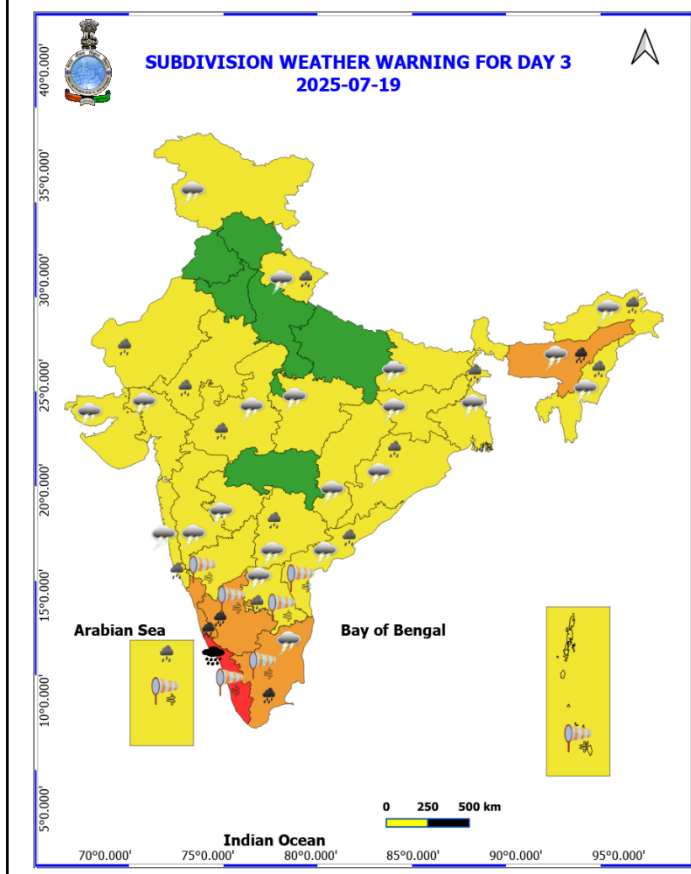 SUBDIVISION WEATHER WARNING FOR DAY 3
2025-07-19
40°0.000'
35°0.000'
30°0.000'
25°0.000'
20°0.000'
15°0.000'
10°0.000'
5°0.000'
Arabian Sea
Bay of Bengal
0 250 500 km
Indian Ocean
70°0.000' 75°0.000' 80°0.000' 85°0.000' 90°0.000' 95°0.000'